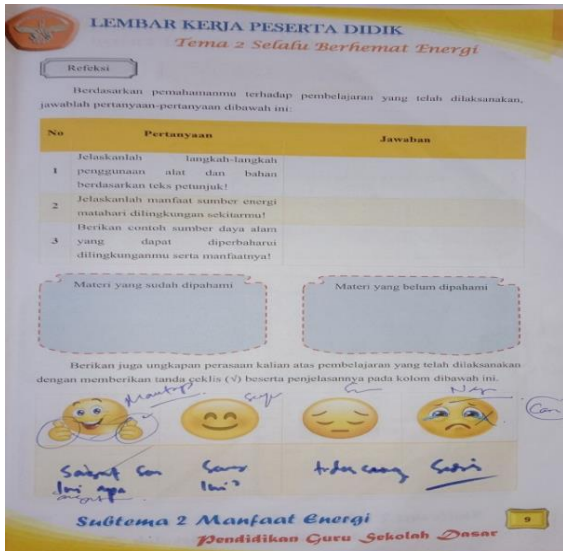 LEMBAR KERJA PESERTA DIDIK
Tema 2 Selalu Berhemat Energi
Refeksi
Berdasarkan pemahamanmu terhadap pembelajaran yang telah dilaksanakan,
jawablah pertanyaan-pertanyaan dibawah ini:
No Pertanyaan Jawaban
Jelaskanlah langkah-langkah
1 penggunaan alat dan bahan
berdasarkan teks petunjuk!
Jelaskanlah manfaat sumber energi
2
matahari dilingkungan sekitarmu!
Berikan contoh sumber daya alam
3 yang dapat diperbaharui
dilingkunganmu serta manfaatnya!
Materi yang sudah dipahami
Materi yang belum dipahami
Berikan juga ungkapan perasaan kalian atas pembelajaran yang telah dilaksanakan
dengan memberikan tanda ceklis (√) beserta penjelasannya pada kolom dibawah ini.
Mantap
Sedih
Subtema 2 Manfaat Energi
9
Pendidikan Guru Sekolah Dasar